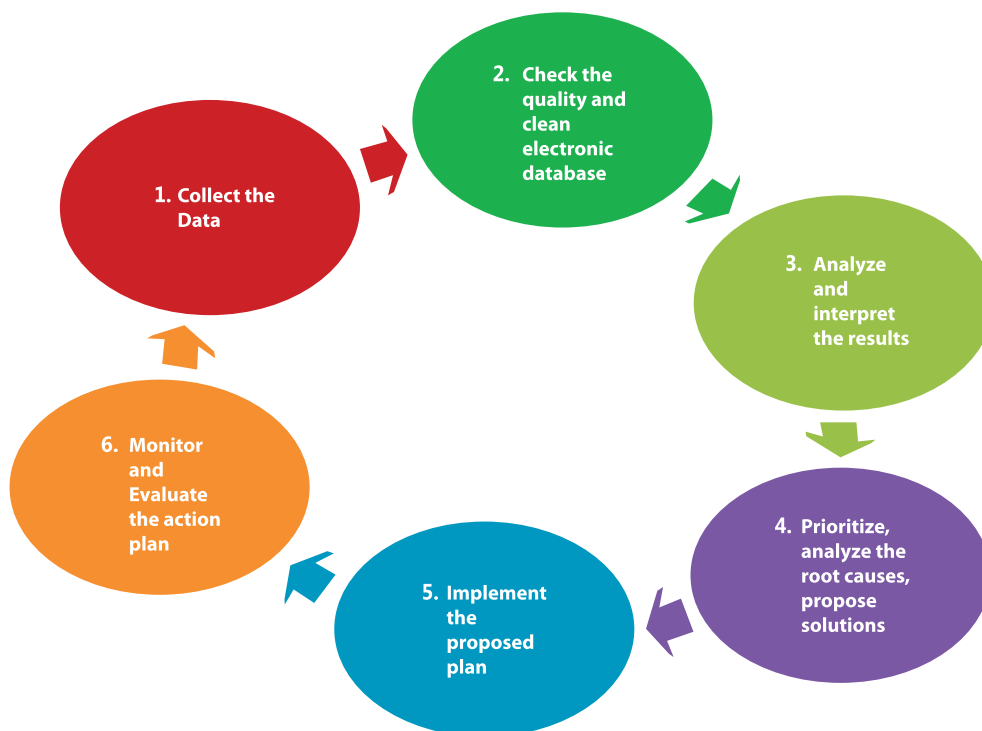 1. Collect the
Data
2. Check the
quality and
clean
electronic
database
3. Analyze
and
interpret
the results
4. Prioritize,
analyze the
root causes,
propose
solutions
5. Implement
the
proposed
plan
6. Monitor
and
Evaluate
the action
plan